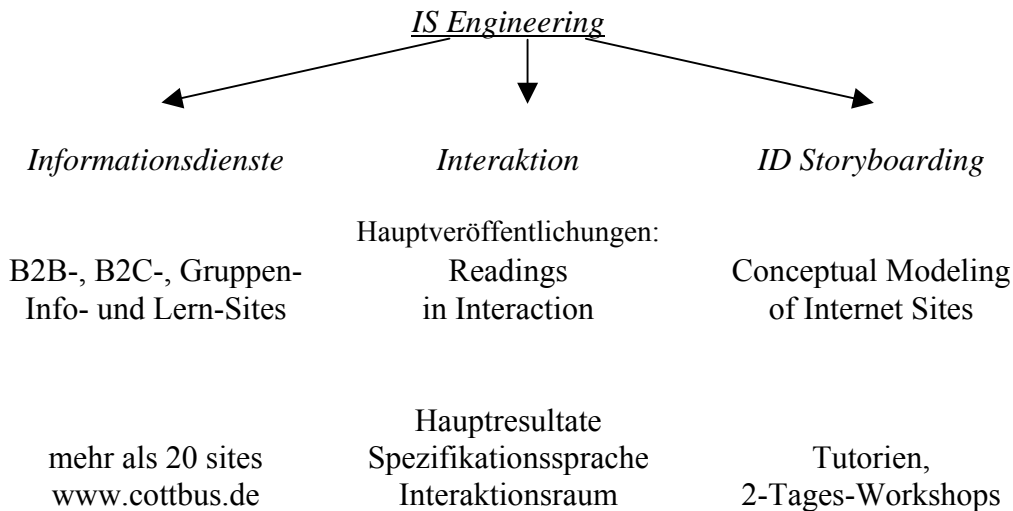 IS Engineering
Informationsdienste
Interaktion
ID Storyboarding
Hauptveröffentlichungen:
B2B-, B2C-, Gruppen-
Info- und Lern-Sites
Readings
in Interaction
Conceptual Modeling
of Internet Sites
Hauptresultate
mehr als 20 sites
www.cottbus.de
Spezifikationssprache
Interaktionsraum
Tutorien,
2-Tages-Workshops